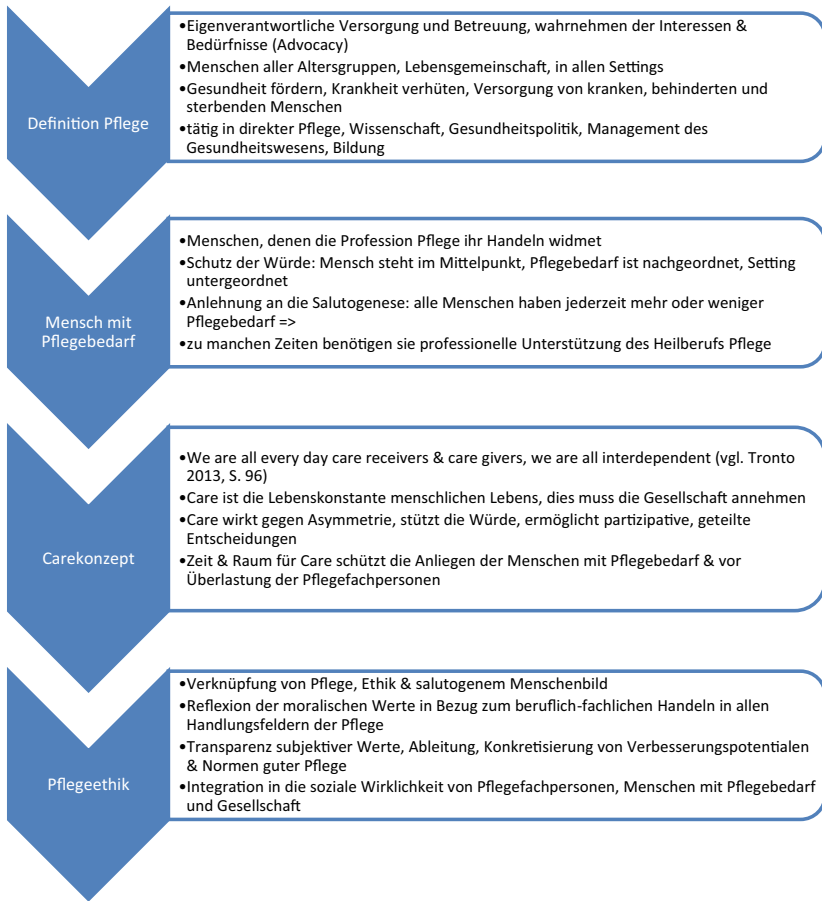 •Eigenverantwortliche Versorgung und Betreuung, wahrnehmen der Interessen &
Bedürfnisse (Advocacy)
•Menschen aller Altersgruppen, Lebensgemeinschaft, in allen Settings
•Gesundheit fördern, Krankheit verhüten, Versorgung von kranken, behinderten und
sterbenden Menschen
•tätig in direkter Pflege, Wissenschaft, Gesundheitspolitik, Management des
Gesundheitswesens, Bildung
Definition Pflege
•Menschen, denen die Profession Pflege ihr Handeln widmet
•Schutz der Würde: Mensch steht im Mittelpunkt, Pflegebedarf ist nachgeordnet, Setting
untergeordnet
•Anlehnung an die Salutogenese: alle Menschen haben jederzeit mehr oder weniger
Pflegebedarf =>
•zu manchen Zeiten benötigen sie professionelle Unterstützung des Heilberufs Pflege
Mensch mit
Pflegebedarf
•We are all every day care receivers & care givers, we are all interdependent (vgl. Tronto
2013, S. 96)
•Care ist die Lebenskonstante menschlichen Lebens, dies muss die Gesellschaft annehmen
•Care wirkt gegen Asymmetrie, stützt die Würde, ermöglicht partizipative, geteilte
Entscheidungen
•Zeit & Raum für Care schützt die Anliegen der Menschen mit Pflegebedarf & vor
Überlastung der Pflegefachpersonen
Carekonzept
•Verknüpfung von Pflege, Ethik & salutogenem Menschenbild
•Reflexion der moralischen Werte in Bezug zum beruflich-fachlichen Handeln in allen
Handlungsfeldern der Pflege
•Transparenz subjektiver Werte, Ableitung, Konkretisierung von Verbesserungspotentialen
& Normen guter Pflege
•Integration in die soziale Wirklichkeit von Pflegefachpersonen, Menschen mit Pflegebedarf
und Gesellschaft
Pflegeethik